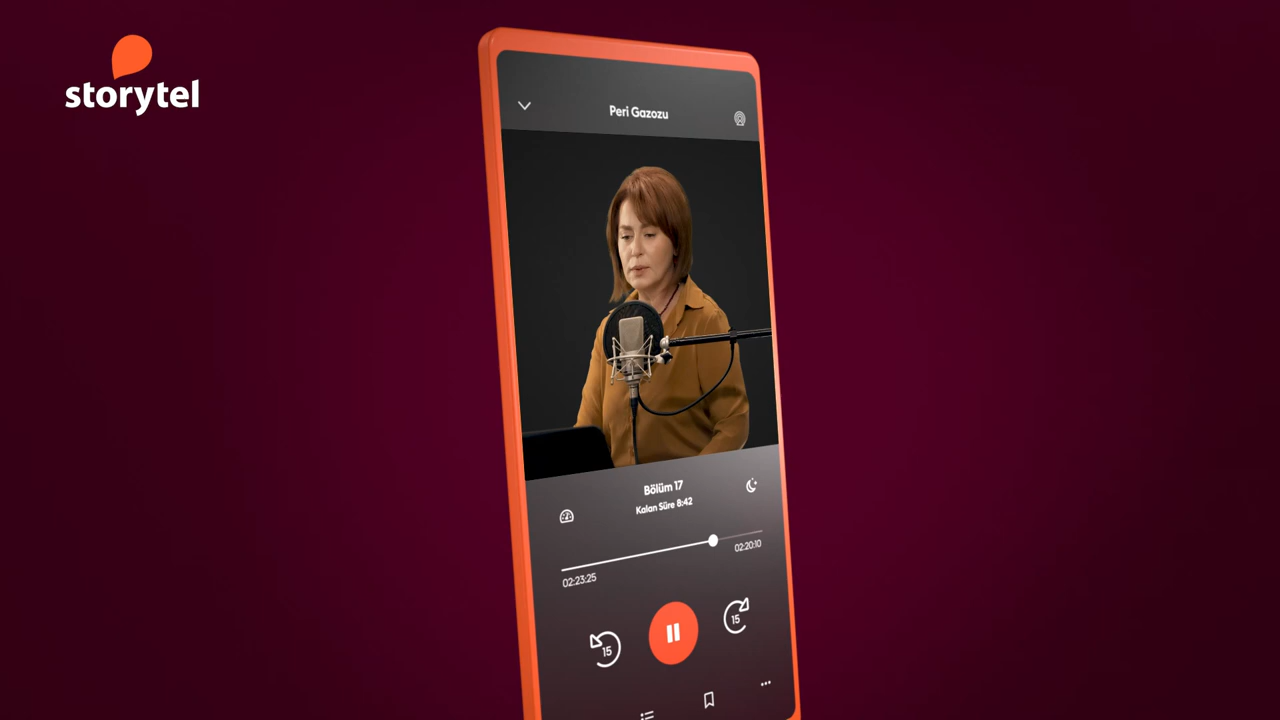 storytel
Peri Gazozu
Bölüm 17
Kalan Süre 8:42
02:23:25
02:20:10
15
15